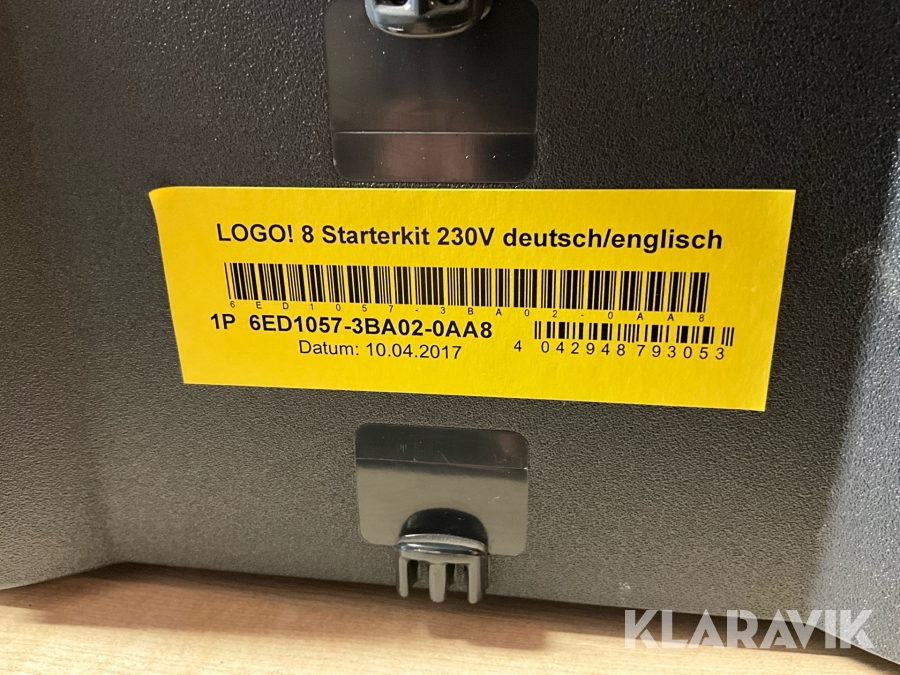 LOGO! 8 Starterkit 230V deutsch/englisch
6ED1057-3BA02-0AA8
1P 6ED1057-3BA02-0AA8
Datum: 10.04.2017
4 042948 793053
KLARAVIK